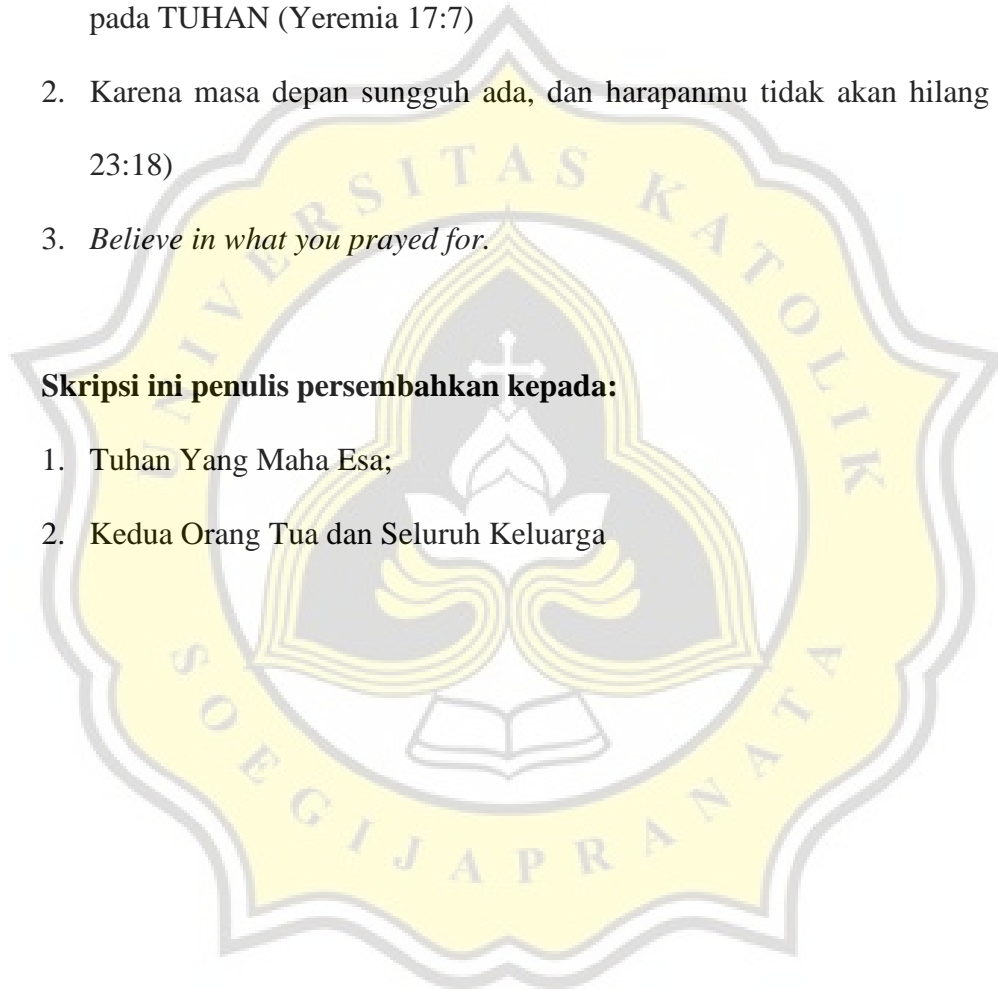 pada TUHAN (Yeremia 17:7)
2. Karena masa depan sungguh ada, dan harapanmu tidak akan hilang
23:18)
3. Believe in what you prayed for.
Skripsi ini penulis persembahkan kepada:
1. Tuhan Yang Maha Esa;
2. Kedua Orang Tua dan Seluruh Keluarga
UNIVERSITAS KATOLIK
SOEGIJAPRANATA